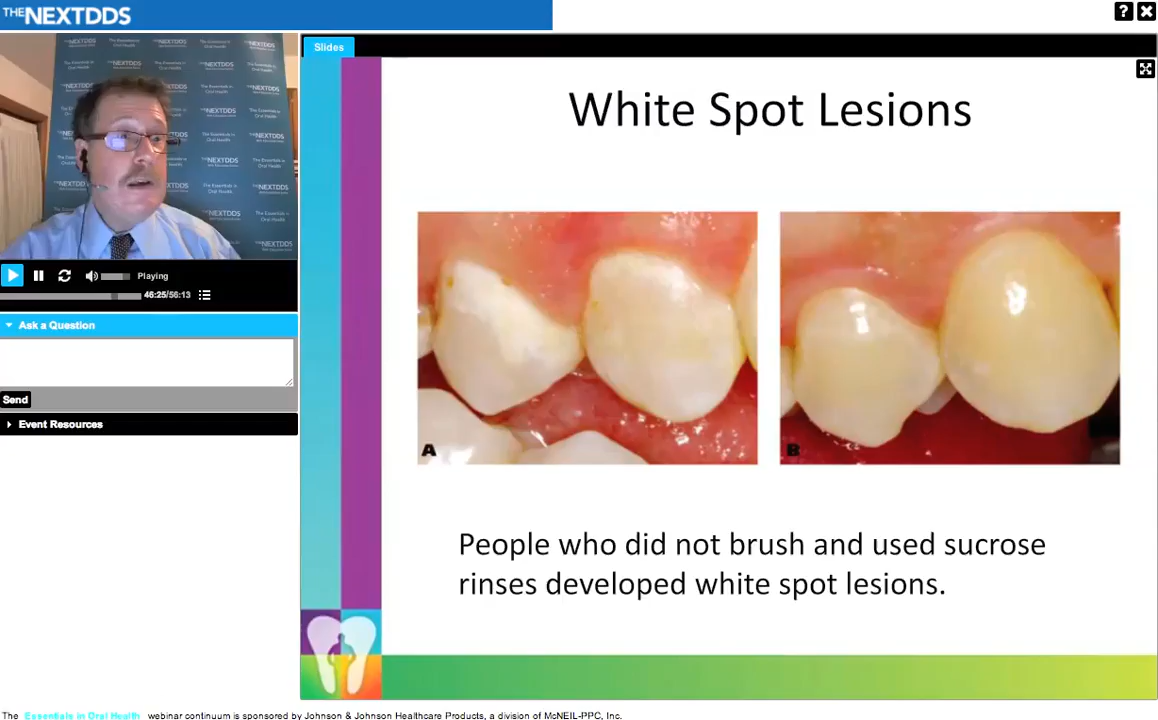 THENEXTDDS
? X
Slides
White Spot Lesions
Playing
46:25/56:13
Ask a Question
Send
Event Resources
A
B
People who did not brush and used sucrose
rinses developed white spot lesions.
The Essentials in Oral Health webinar continuum is sponsored by Johnson & Johnson Healthcare Products, a division of McNEIL-PPC, Inc.